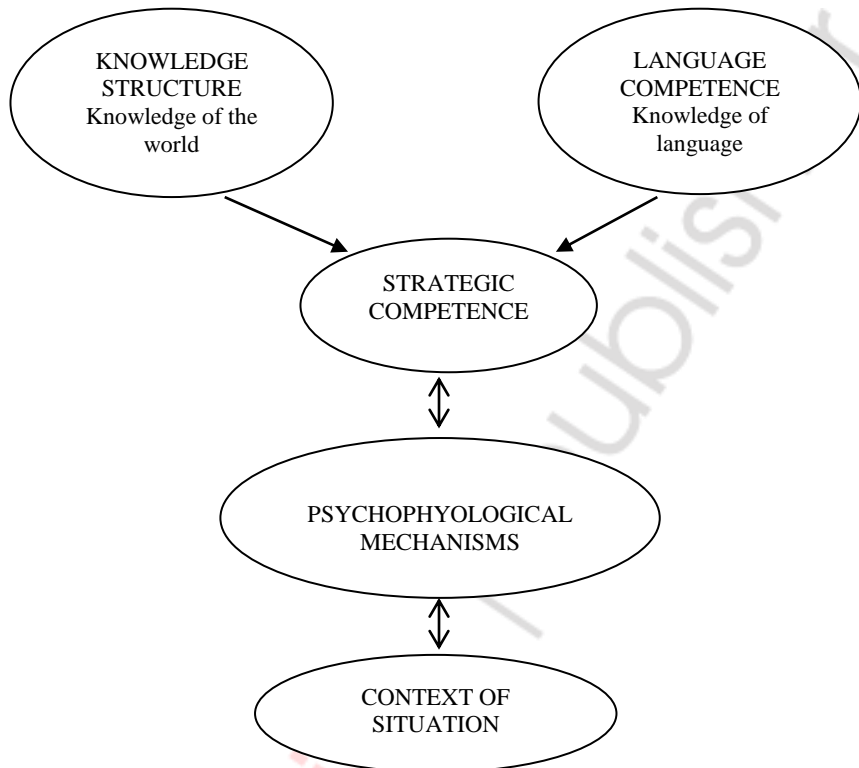 KNOWLEDGE
STRUCTURE
Knowledge of the
world
LANGUAGE
COMPETENCE
Knowledge of
language
STRATEGIC
COMPETENCE
PSYCHOPHYOLOGICAL
MECHANISMS
CONTEXT OF
SITUATION